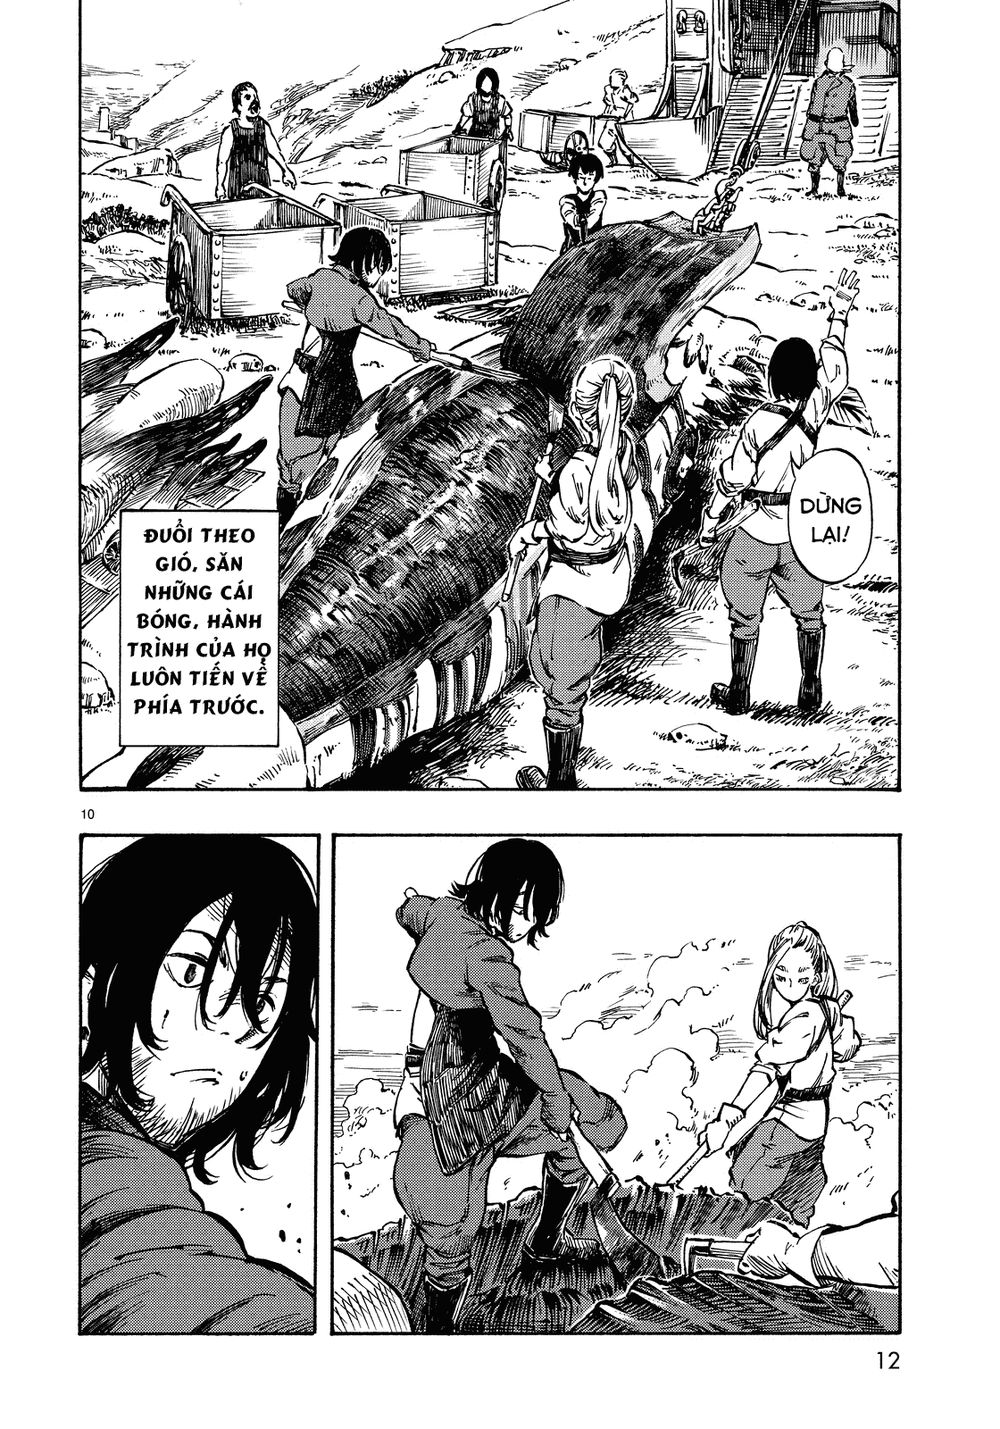 DỪNG
LẠI!
ĐUỔI THEO
GIÓ, SĂN
NHỮNG CÁI
BÓNG, HÀNH
TRÌNH CỦA HỌ
LUÔN TIẾN VỀ
PHÍA TRƯỚC.
10
12